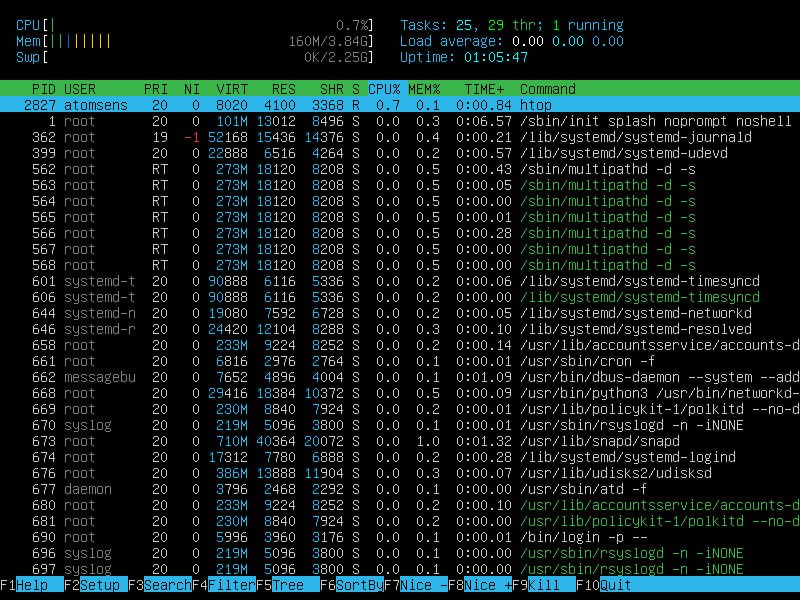 CPU[| 0.7%] Tasks: 25, 29 thr; 1 running
Mem[|||||||| 160M/3.84G] Load average: 0.00 0.00 0.00
Swp[ 0K/2.25G] Uptime: 01:05:47
PID USER PRI NI VIRT RES SHR S CPU% MEM% TIME+ Command
2827 atomsens 20 0 8020 4100 3368 R 0.7 0.1 0:00.84 htop
1 root 20 0 101M 13012 8496 S 0.0 0.3 0:06.57 /sbin/init splash noprompt noshell
362 root 19 -1 52168 15436 14376 S 0.0 0.4 0:00.21 /lib/systemd/systemd-journald
399 root 20 0 22888 6516 4264 S 0.0 0.2 0:00.57 /lib/systemd/systemd-udevd
562 root RT 0 273M 18120 8208 S 0.0 0.5 0:00.43 /sbin/multipathd -d -s
563 root RT 0 273M 18120 8208 S 0.0 0.5 0:00.05 /sbin/multipathd -d -s
564 root RT 0 273M 18120 8208 S 0.0 0.5 0:00.00 /sbin/multipathd -d -s
565 root RT 0 273M 18120 8208 S 0.0 0.5 0:00.01 /sbin/multipathd -d -s
566 root RT 0 273M 18120 8208 S 0.0 0.5 0:00.28 /sbin/multipathd -d -s
567 root RT 0 273M 18120 8208 S 0.0 0.5 0:00.00 /sbin/multipathd -d -s
568 root RT 0 273M 18120 8208 S 0.0 0.5 0:00.00 /sbin/multipathd -d -s
601 systemd-t 20 0 90888 6116 5336 S 0.0 0.2 0:00.06 /lib/systemd/systemd-timesyncd
606 systemd-t 20 0 90888 6116 5336 S 0.0 0.2 0:00.00 /lib/systemd/systemd-timesyncd
644 systemd-n 20 0 19080 7592 6728 S 0.0 0.2 0:00.05 /lib/systemd/systemd-networkd
646 systemd-r 20 0 24420 12104 8288 S 0.0 0.3 0:00.10 /lib/systemd/systemd-resolved
658 root 20 0 233M 9224 8252 S 0.0 0.2 0:00.14 /usr/lib/accountsservice/accounts-d
661 root 20 0 6816 2976 2764 S 0.0 0.1 0:00.01 /usr/sbin/cron -f
662 messagebu 20 0 7652 4896 4004 S 0.0 0.1 0:01.09 /usr/bin/dbus-daemon --system --add
668 root 20 0 29416 18384 10372 S 0.0 0.5 0:00.09 /usr/bin/python3 /usr/bin/networkd-
669 root 20 0 230M 8840 7924 S 0.0 0.2 0:00.01 /usr/lib/policykit-1/polkitd --no-d
670 syslog 20 0 219M 5096 3800 S 0.0 0.1 0:00.01 /usr/sbin/rsyslogd -n -iNONE
673 root 20 0 710M 40364 20072 S 0.0 1.0 0:01.32 /usr/lib/snapd/snapd
674 root 20 0 17312 7780 6888 S 0.0 0.2 0:00.28 /lib/systemd/systemd-logind
676 root 20 0 386M 13888 11904 S 0.0 0.3 0:00.07 /usr/lib/udisks2/udisksd
677 daemon 20 0 3796 2468 2292 S 0.0 0.1 0:00.00 /usr/sbin/atd -f
680 root 20 0 233M 9224 8252 S 0.0 0.2 0:00.10 /usr/lib/accountsservice/accounts-d
681 root 20 0 230M 8840 7924 S 0.0 0.2 0:00.00 /usr/lib/policykit-1/polkitd --no-d
690 root 20 0 5996 3960 3176 S 0.0 0.1 0:00.01 /bin/login -p --
696 syslog 20 0 219M 5096 3800 S 0.0 0.1 0:00.00 /usr/sbin/rsyslogd -n -iNONE
697 syslog 20 0 219M 5096 3800 S 0.0 0.1 0:00.00 /usr/sbin/rsyslogd -n -iNONE
F1Help F2Setup F3SearchF4FilterF5Tree F6SortByF7Nice -F8Nice +F9Kill F10Quit